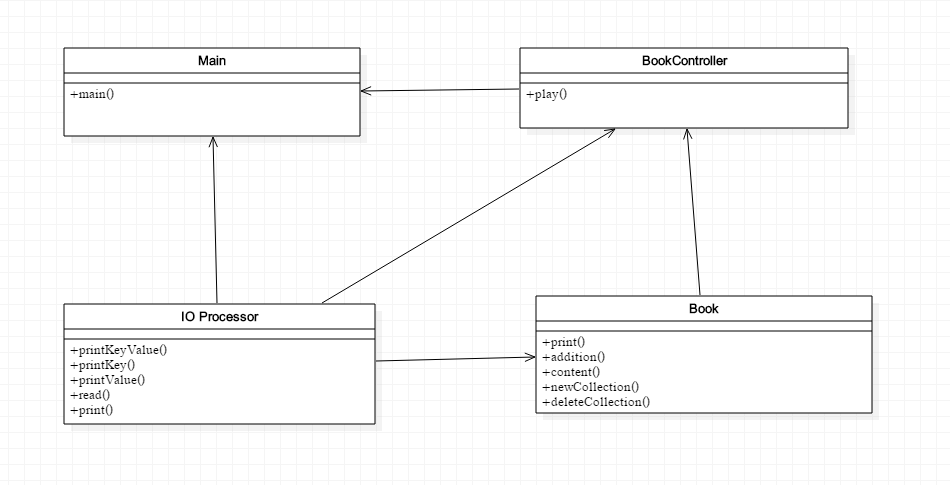 Main
+main()
BookController
+play()
IO Processor
+printKeyValue()
+printKey()
+printValue()
+read()
+print()
Book
+print()
+addition()
+content()
+newCollection()
+deleteCollection()